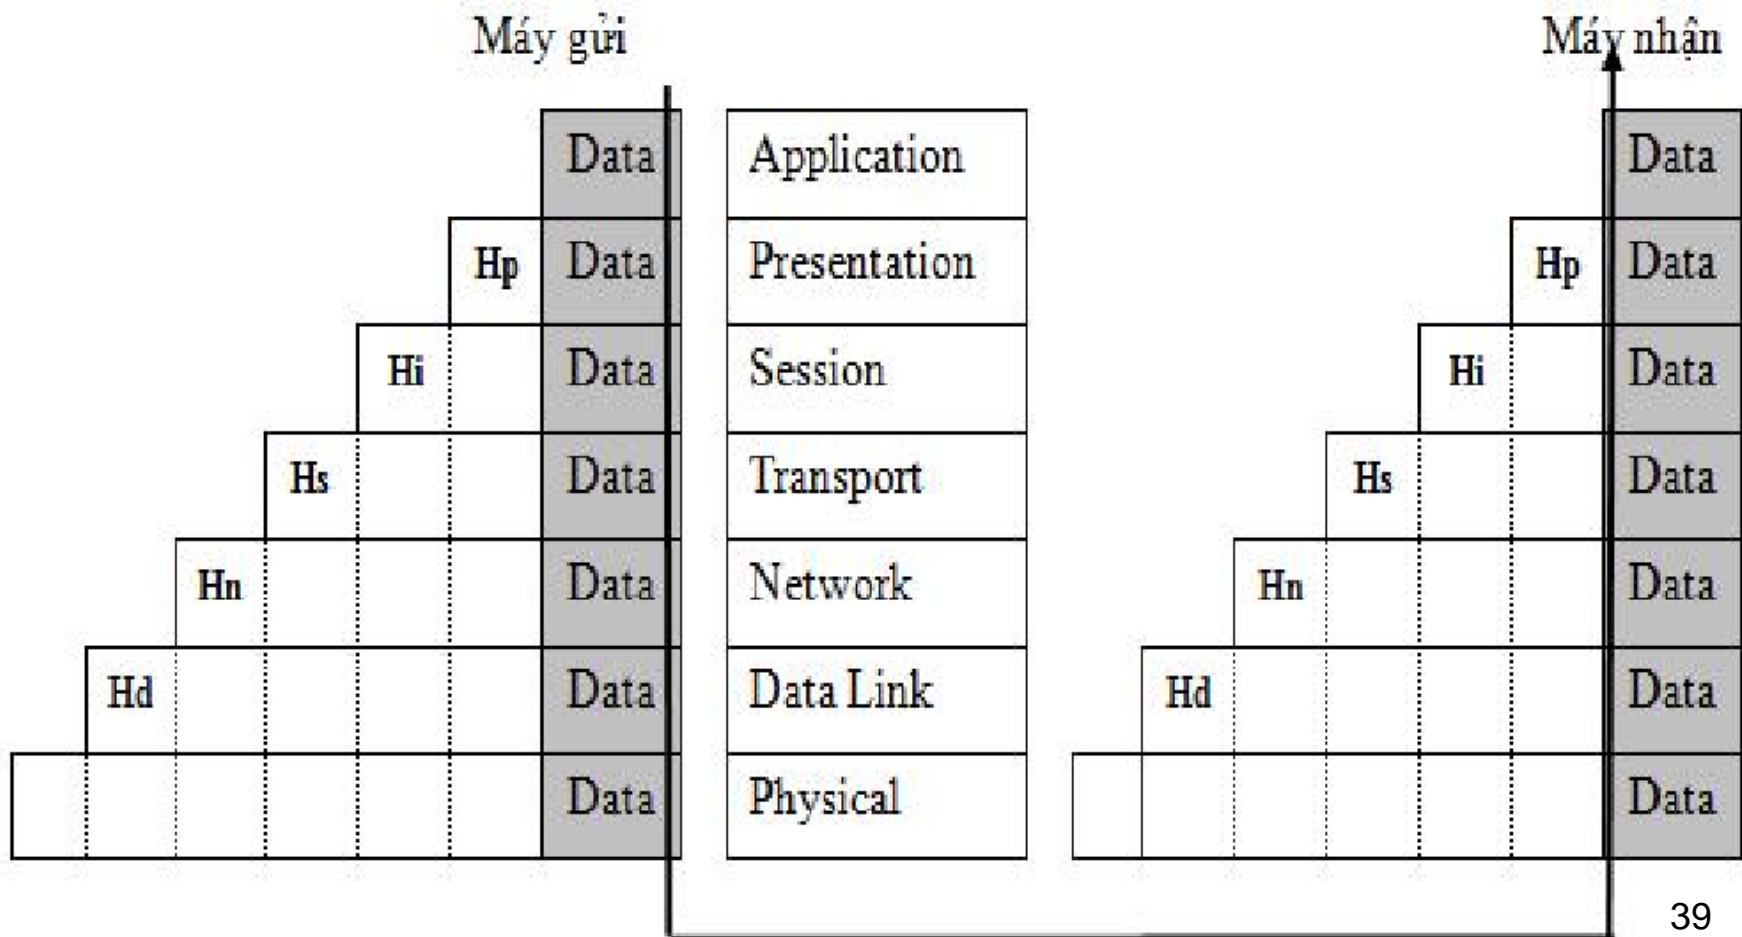 Máy gửi Máy nhận
Data Application Data
Hp Data Presentation Hp Data
Hi Data Session Hi Data
Hs Data Transport Hs Data
Hn Data Network Hn Data
Hd Data Data Link Hd Data
Data Physical Data
39